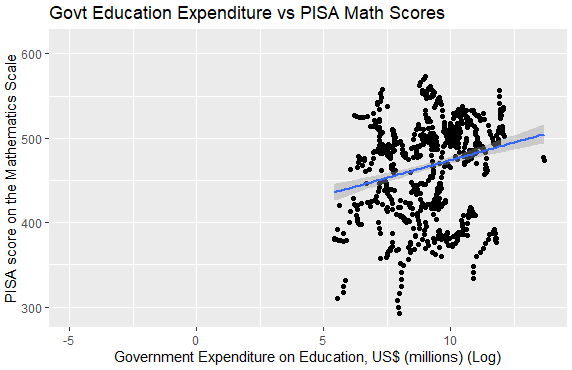 Govt Education Expenditure vs PISA Math Scores
PISA score on the Mathematics Scale
600
500
400
300
-5
0
5
10
Government Expenditure on Education, US$ (millions) (Log)